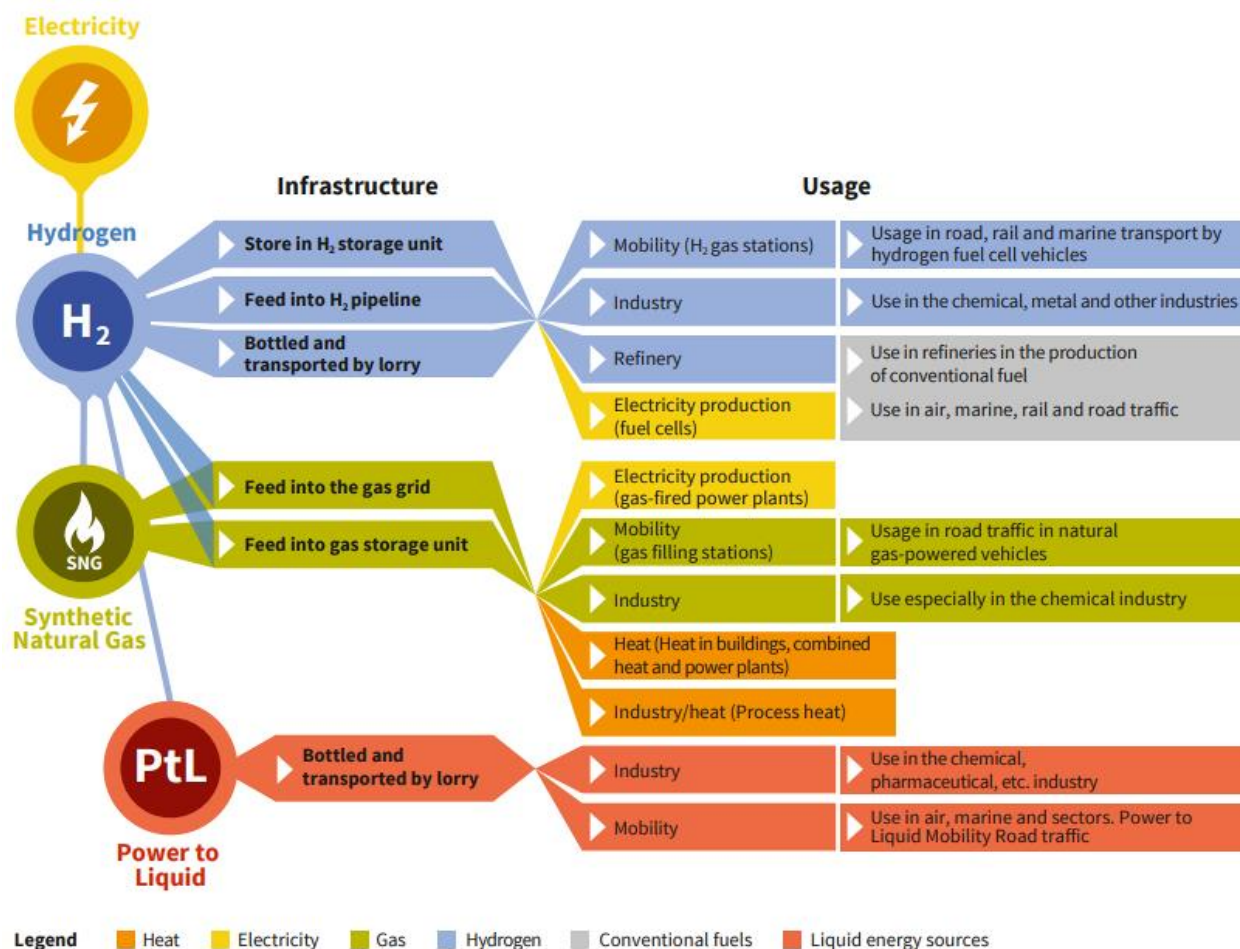 Electricity
Infrastructure
Usage
Hydrogen
H₂
Store in H₂ storage unit
Feed into H₂ pipeline
Bottled and
transported by lorry
Mobility (H₂ gas stations)
Usage in road, rail and marine transport by
hydrogen fuel cell vehicles
Industry
Use in the chemical, metal and other industries
Refinery
Use in refineries in the production
of conventional fuel
Electricity production
(fuel cells)
Use in air, marine, rail and road traffic
SNG
Synthetic
Natural Gas
Feed into the gas grid
Feed into gas storage unit
Electricity production
(gas-fired power plants)
Mobility
(gas filling stations)
Usage in road traffic in natural
gas-powered vehicles
Industry
Use especially in the chemical industry
Heat (Heat in buildings, combined
heat and power plants)
Industry/heat (Process heat)
PtL
Power to
Liquid
Bottled and
transported by lorry
Industry
Use in the chemical,
pharmaceutical, etc. industry
Mobility
Use in air, marine and sectors. Power to
Liquid Mobility Road traffic
Legend Heat Electricity Gas Hydrogen Conventional fuels Liquid energy sources